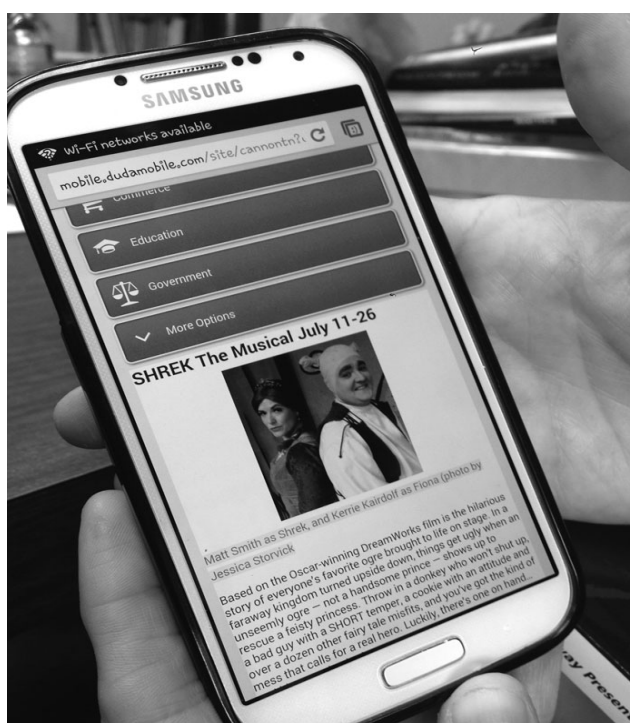 SAMSUNG
Wi-Fi networks available
mobile.dudamobile.com/site/cannontn?
Commerce
Education
Government
More Options
SHREK The Musical July 11-26
Matt Smith as Shrek, and Kerrie Kairdolf as Fiona (photo by
Jessica Storvick
Based on the Oscar-winning DreamWorks film is the hilarious
story of everyone's favorite ogre brought to life on stage. In a
faraway kingdom turned upside down, things get ugly when an
unseemly ogre — not a handsome prince — shows up to
rescue a feisty princess. Throw in a donkey who won't shut up,
a bad guy with a SHORT temper, a cookie with an attitude and
over a dozen other fairy tale misfits, and you've got the kind of
mess that calls for a real hero. Luckily, there's one on hand...